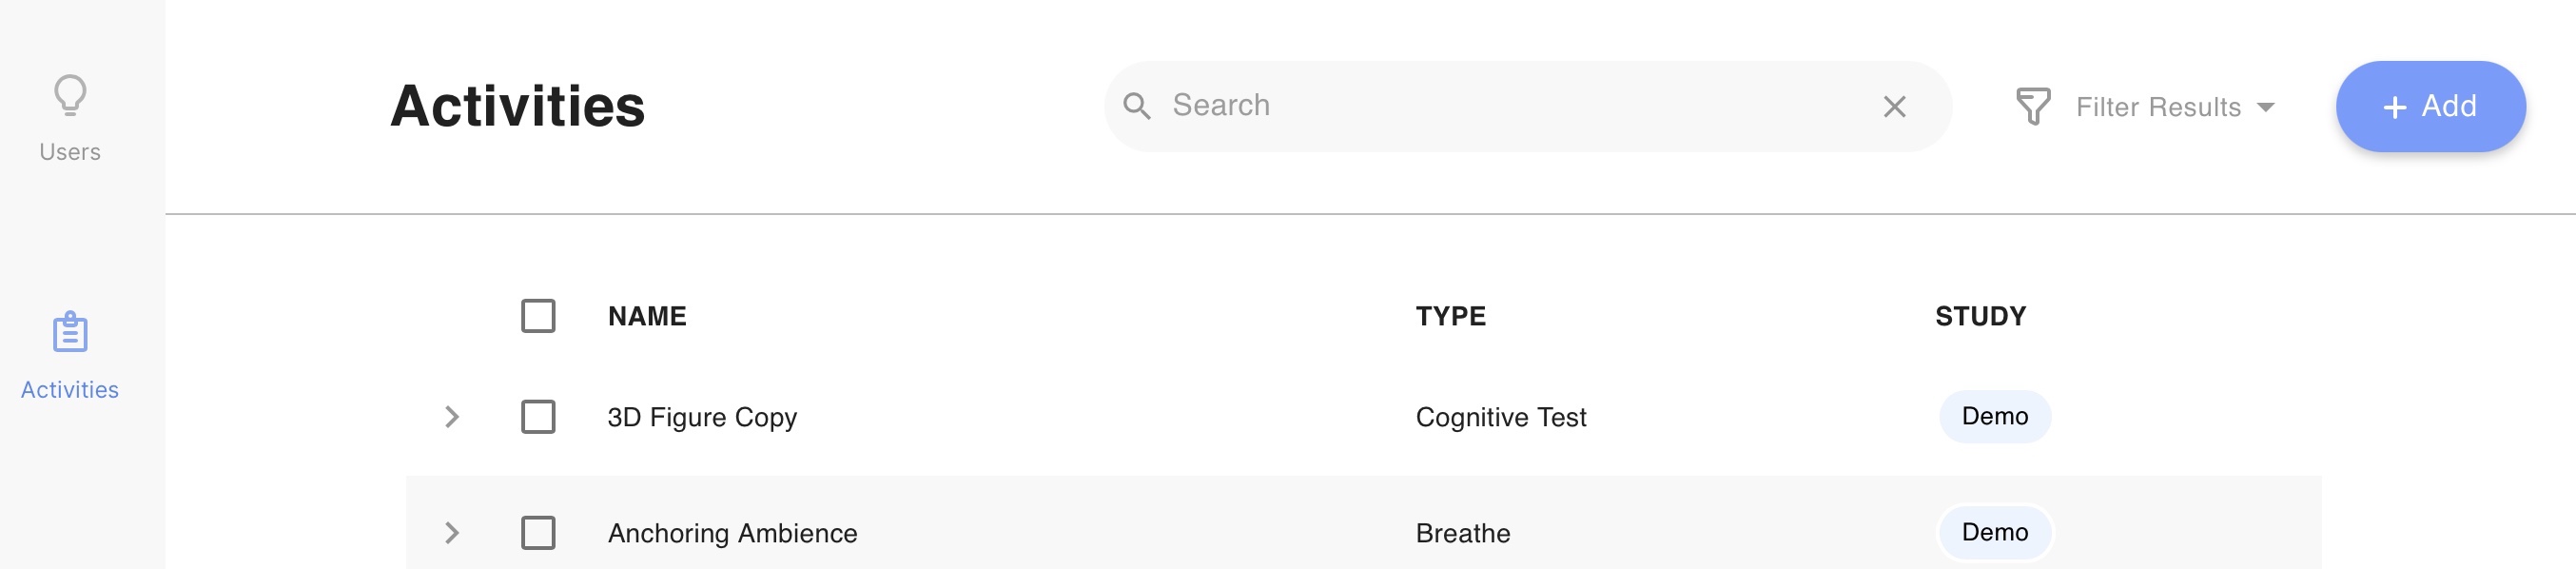 Users
Activities
Activities
Search
Filter Results
+ Add
NAME TYPE STUDY
3D Figure Copy Cognitive Test Demo
Anchoring Ambience Breathe Demo